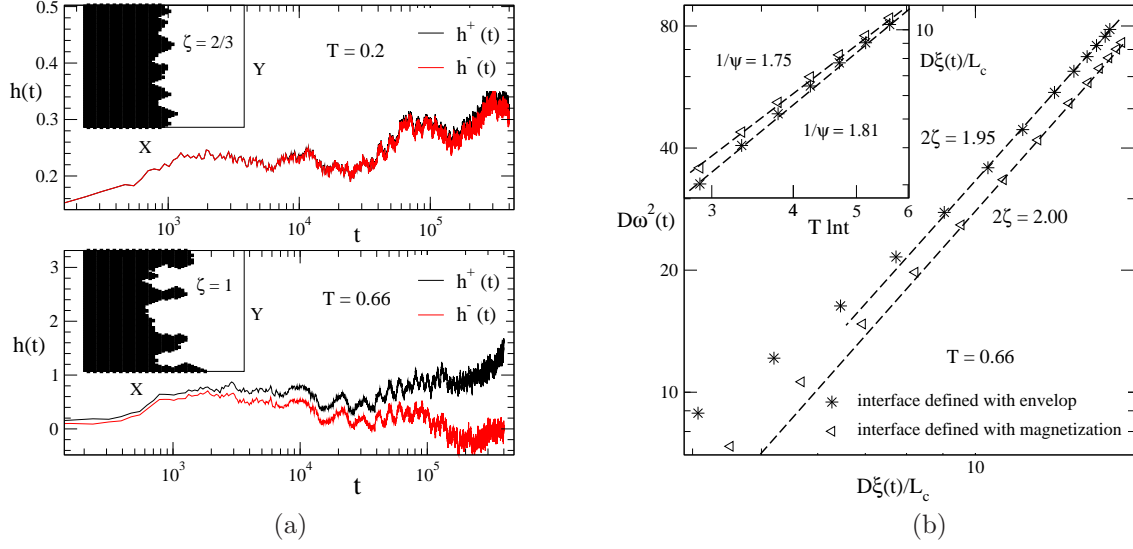 0.5
0.4
0.3
0.2
h(t)
ζ = 2/3
Y
X
T = 0.2
h⁺ (t)
h⁻ (t)
10³
10⁴
10⁵
t
3
2
1
0
h(t)
ζ = 1
Y
X
T = 0.66
h⁺ (t)
h⁻ (t)
10³
10⁴
10⁵
t
(a)
80
40
20
10
Dω²(t)
1/ψ = 1.75
1/ψ = 1.81
3
4
5
6
T lnt
10
Dξ(t)/L_c
2ζ = 1.95
2ζ = 2.00
T = 0.66
interface defined with envelop
interface defined with magnetization
10
Dξ(t)/L_c
(b)